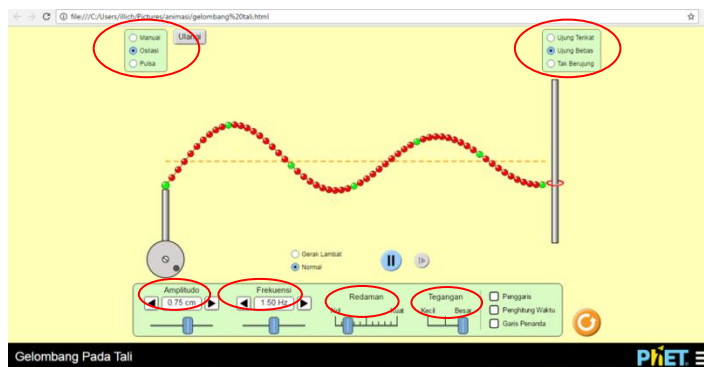 file:///C:/Users/illich/Pictures/animasi/gelombang%20tali.html
Manual
Osilasi
Pulsa
Ulangi
Ujung Terikat
Ujung Bebas
Tak Berujung
Gerak Lambat
Normal
Amplitudo
0.75 cm
Frekuensi
1.50 Hz
Redaman
Nol
Kuat
Tegangan
Kecil
Besar
Penggaris
Penghitung Waktu
Garis Penanda
Gelombang Pada Tali
PhET